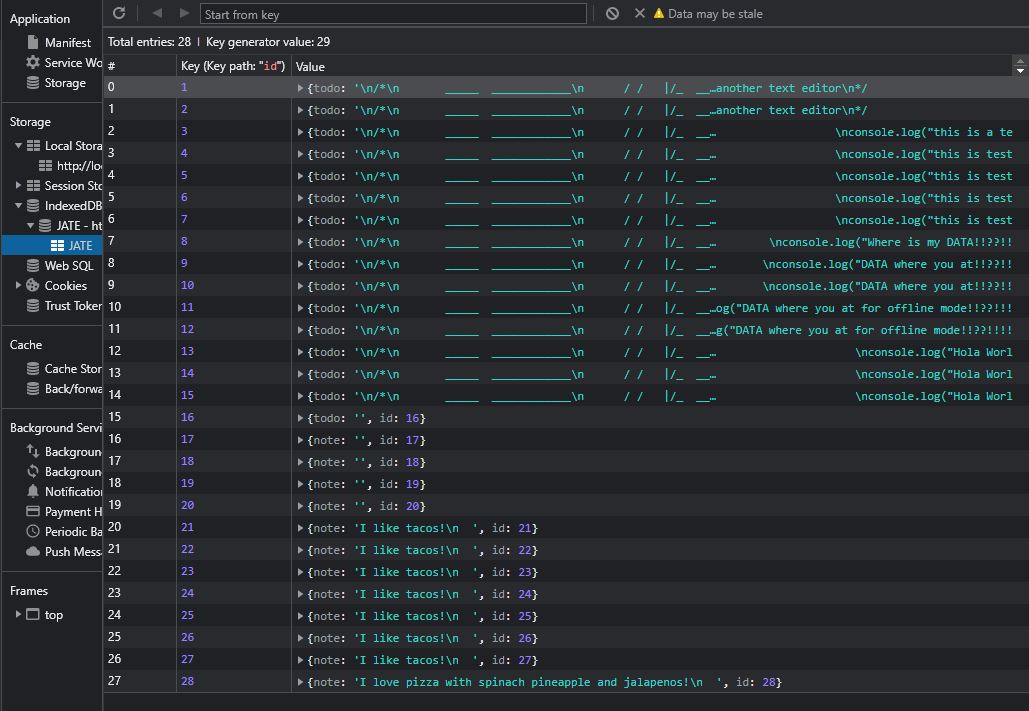 Application
Manifest
Service Wo
Storage
Storage
Local Stora
http://lo
Session Sto
IndexedDB
JATE - ht
JATE
Web SQL
Cookies
Trust Token
Cache
Cache Stor
Back/forwa
Background Servi
Backgroun
Backgroun
Notification
Payment H
Periodic Ba
Push Mess
Frames
top
Start from key
Data may be stale
Total entries: 28 | Key generator value: 29
# Key (Key path: "id") Value
0 1 {todo: '\n/*\n _____ ____________\n / / |/_ __…another text editor\n*/
1 2 {todo: '\n/*\n _____ ____________\n / / |/_ __…another text editor\n*/
2 3 {todo: '\n/*\n _____ ____________\n / / |/_ __… \nconsole.log("this is a te
3 4 {todo: '\n/*\n _____ ____________\n / / |/_ __… \nconsole.log("this is test
4 5 {todo: '\n/*\n _____ ____________\n / / |/_ __… \nconsole.log("this is test
5 6 {todo: '\n/*\n _____ ____________\n / / |/_ __… \nconsole.log("this is test
6 7 {todo: '\n/*\n _____ ____________\n / / |/_ __… \nconsole.log("this is test
7 8 {todo: '\n/*\n _____ ____________\n / / |/_ __… \nconsole.log("Where is my DATA!!??!!
8 9 {todo: '\n/*\n _____ ____________\n / / |/_ __… \nconsole.log("DATA where you at!!??!!
9 10 {todo: '\n/*\n _____ ____________\n / / |/_ __… \nconsole.log("DATA where you at!!??!!
10 11 {todo: '\n/*\n _____ ____________\n / / |/_ __…og("DATA where you at for offline mode!!??!!!
11 12 {todo: '\n/*\n _____ ____________\n / / |/_ __…g("DATA where you at for offline mode!!??!!!!
12 13 {todo: '\n/*\n _____ ____________\n / / |/_ __… \nconsole.log("Hola Worl
13 14 {todo: '\n/*\n _____ ____________\n / / |/_ __… \nconsole.log("Hola Worl
14 15 {todo: '\n/*\n _____ ____________\n / / |/_ __… \nconsole.log("Hola Worl
15 16 {todo: '', id: 16}
16 17 {note: '', id: 17}
17 18 {note: '', id: 18}
18 19 {note: '', id: 19}
19 20 {note: '', id: 20}
20 21 {note: 'I like tacos!\n ', id: 21}
21 22 {note: 'I like tacos!\n ', id: 22}
22 23 {note: 'I like tacos!\n ', id: 23}
23 24 {note: 'I like tacos!\n ', id: 24}
24 25 {note: 'I like tacos!\n ', id: 25}
25 26 {note: 'I like tacos!\n ', id: 26}
26 27 {note: 'I like tacos!\n ', id: 27}
27 28 {note: 'I love pizza with spinach pineapple and jalapenos!\n ', id: 28}